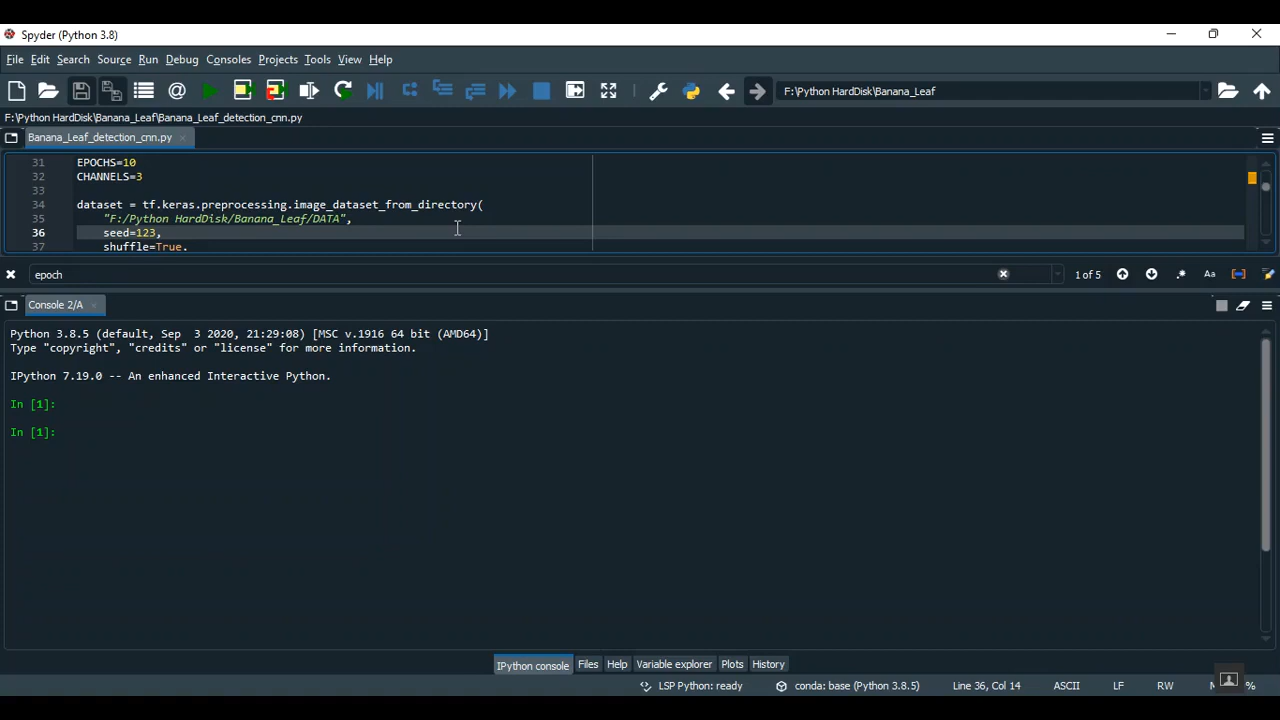 Spyder (Python 3.8)
File Edit Search Source Run Debug Consoles Projects Tools View Help
F:\Python HardDisk\Banana_Leaf
F:\Python HardDisk\Banana_Leaf\Banana_Leaf_detection_cnn.py
Banana_Leaf_detection_cnn.py
31 EPOCHS=10
32 CHANNELS=3
33
34 dataset = tf.keras.preprocessing.image_dataset_from_directory(
35 "F:/Python HardDisk/Banana_Leaf/DATA",
36 seed=123,
37 shuffle=True,
epoch 1 of 5 Aa
Console 2/A
Python 3.8.5 (default, Sep  3 2020, 21:29:08) [MSC v.1916 64 bit (AMD64)]
Type "copyright", "credits" or "license" for more information.
IPython 7.19.0 -- An enhanced Interactive Python.
In [1]:
In [1]:
IPython console Files Help Variable explorer Plots History
LSP Python: ready conda: base (Python 3.8.5) Line 36, Col 14 ASCII LF RW %